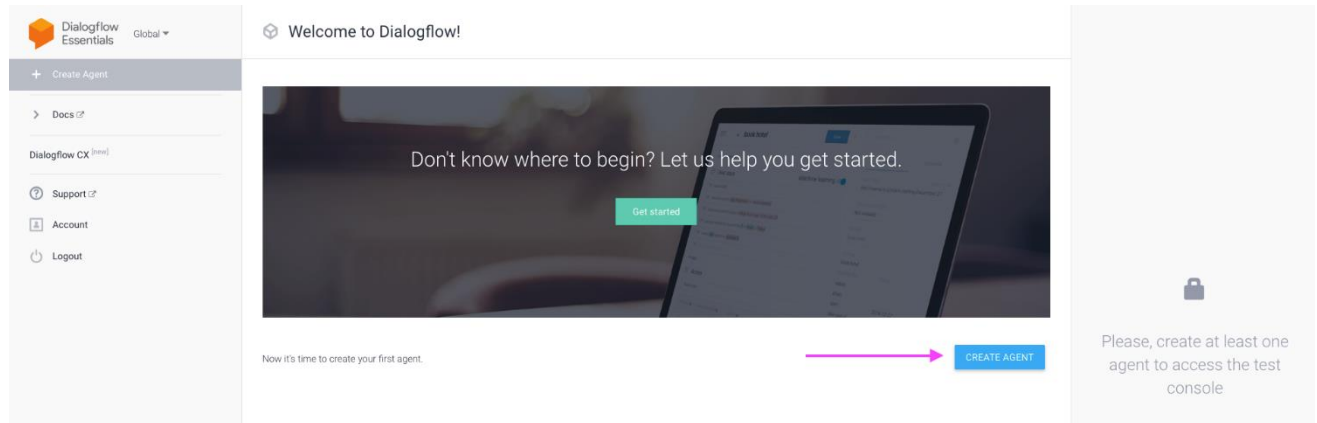 Dialogflow
Essentials
Global
Create Agent
Docs
Dialogflow CX [new]
Support
Account
Logout
Welcome to Dialogflow!
Don't know where to begin? Let us help you get started.
Get started
Now it's time to create your first agent.
CREATE AGENT
Please, create at least one
agent to access the test
console